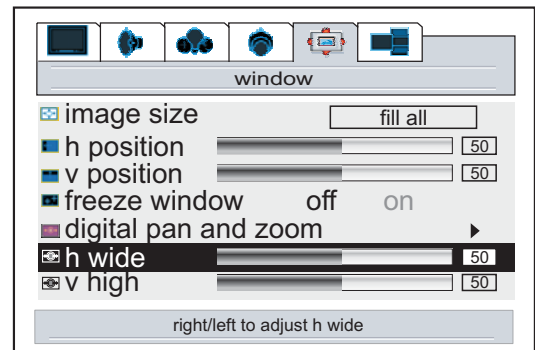 window
image size fill all
h position 50
v position 50
freeze window off on
digital pan and zoom
h wide 50
v high 50
right/left to adjust h wide